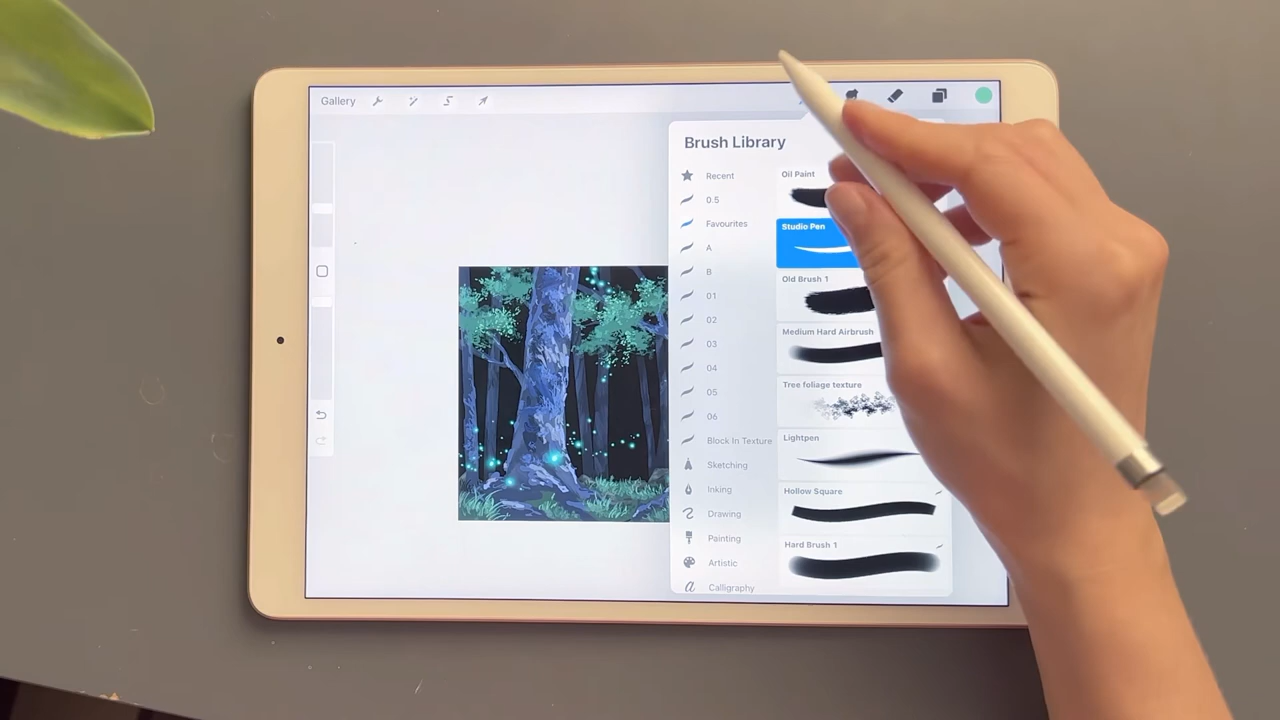 Gallery
Brush Library
Recent
0.5
Favourites
A
B
01
02
03
04
05
06
Block In Texture
Sketching
Inking
Drawing
Painting
Artistic
Calligraphy
Oil Paint
Studio Pen
Old Brush 1
Medium Hard Airbrush
Tree foliage texture
Lightpen
Hollow Square
Hard Brush 1